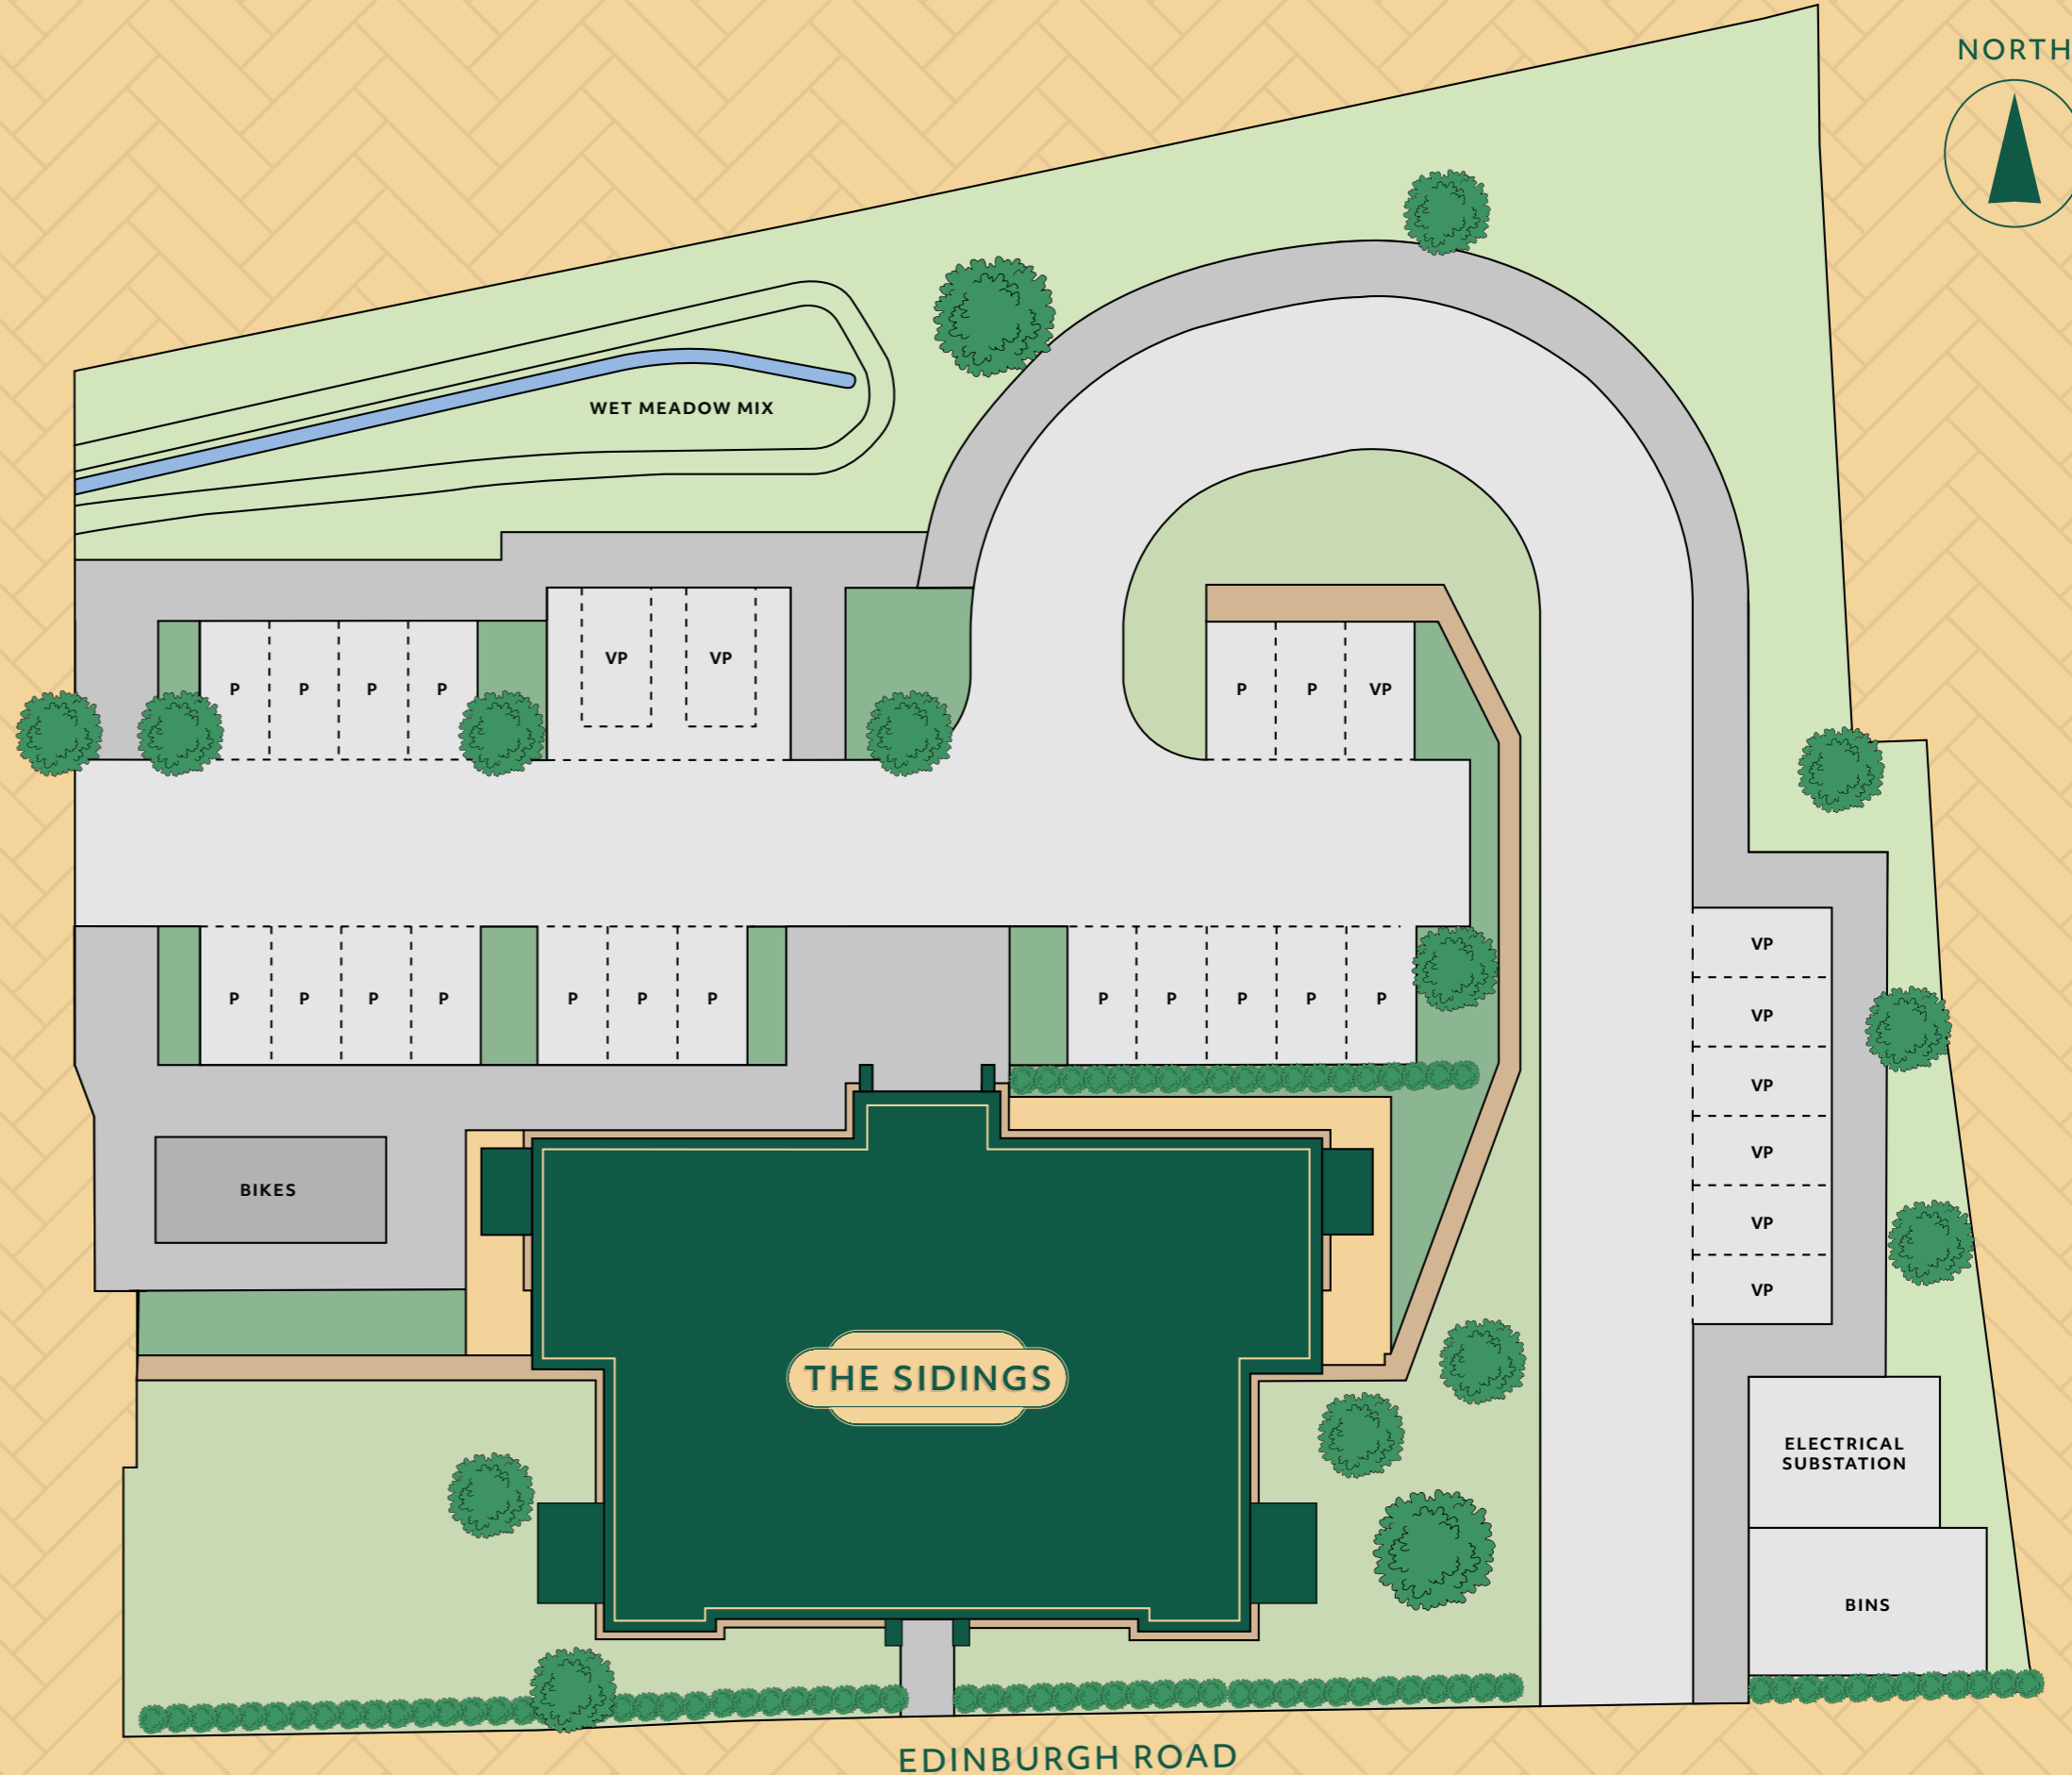 NORTH
WET MEADOW MIX
VP VP
P P P P
P P VP
VP
P P P P P P P P P P P P
VP
VP
VP
BIKES
VP
VP
THE SIDINGS
ELECTRICAL
SUBSTATION
BINS
EDINBURGH ROAD